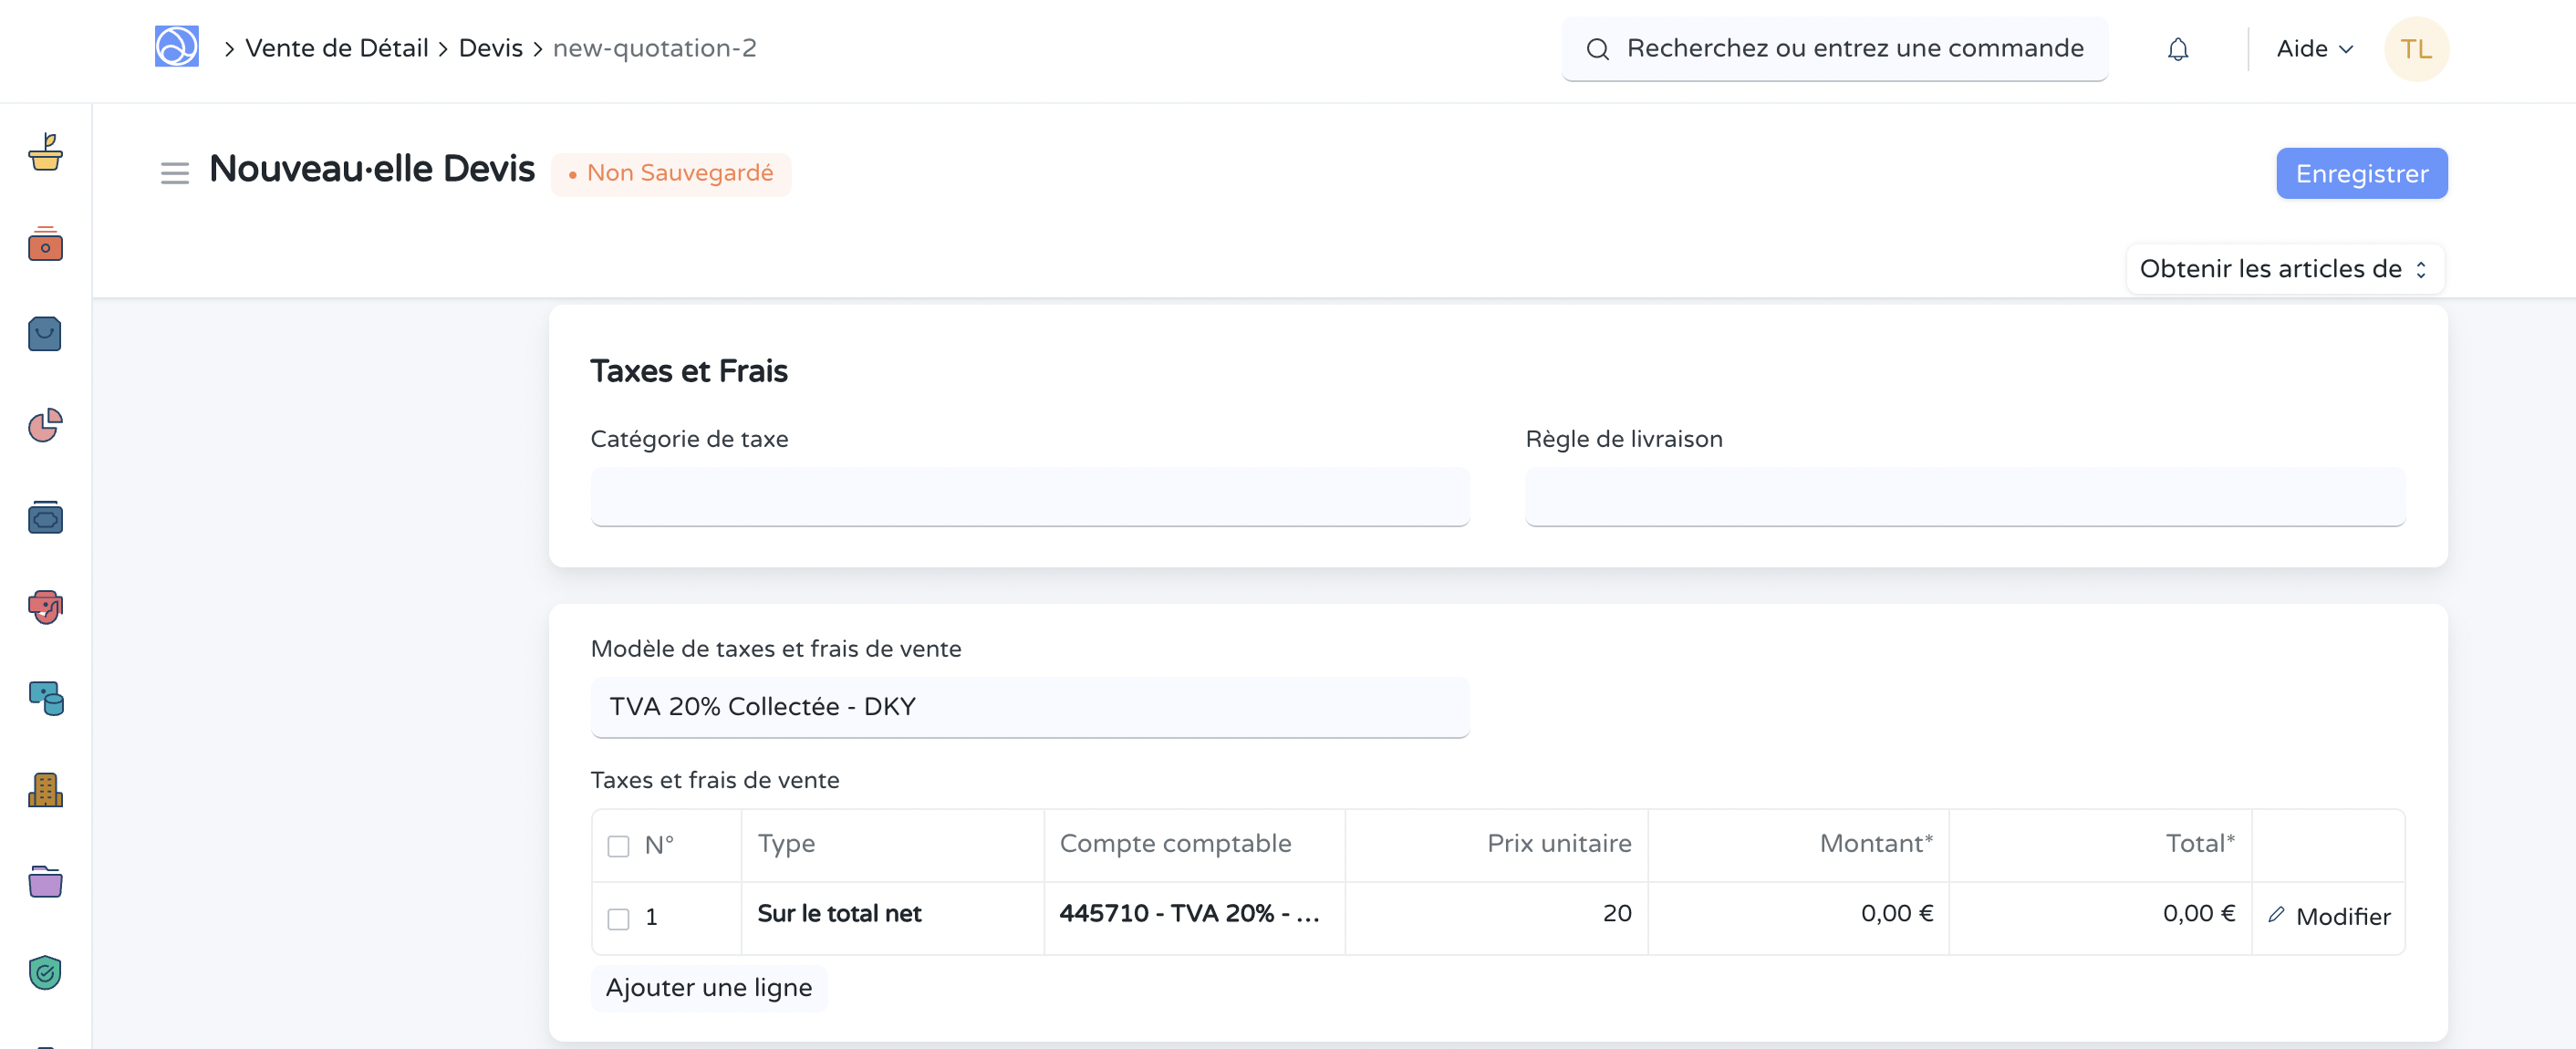 Vente de Détail > Devis > new-quotation-2
Recherchez ou entrez une commande
Aide
TL
Nouveau·elle Devis
• Non Sauvegardé
Enregistrer
Obtenir les articles de
Taxes et Frais
Catégorie de taxe
Règle de livraison
Modèle de taxes et frais de vente
TVA 20% Collectée - DKY
Taxes et frais de vente
N° Type Compte comptable Prix unitaire Montant* Total*
1 Sur le total net 445710 - TVA 20% - ... 20 0,00 € 0,00 € Modifier
Ajouter une ligne